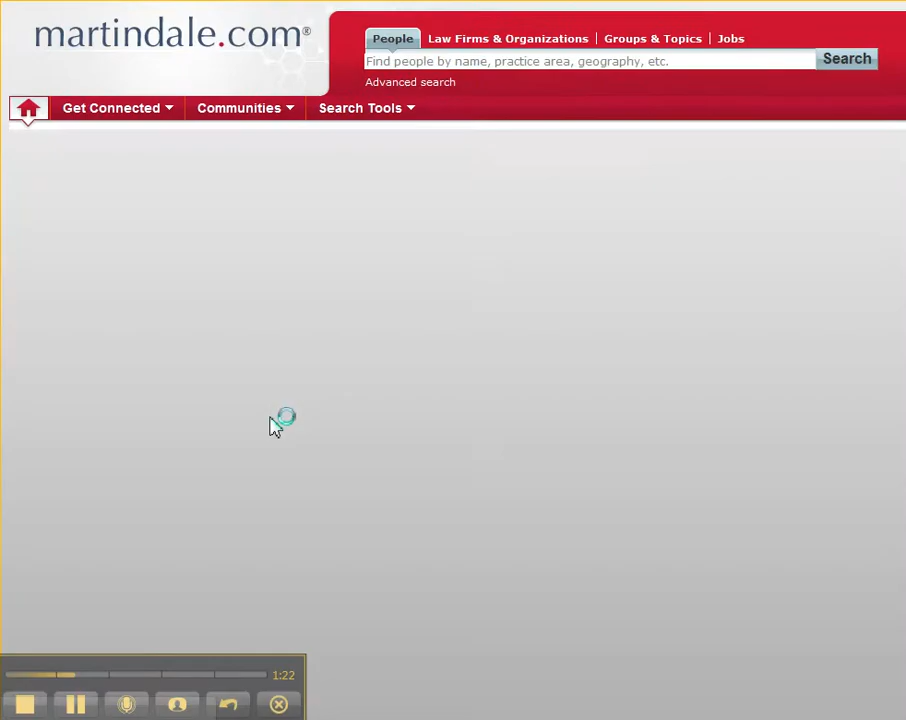 martindale.com®
People Law Firms & Organizations Groups & Topics Jobs
Find people by name, practice area, geography, etc. Search
Advanced search
Get Connected Communities Search Tools
1:22